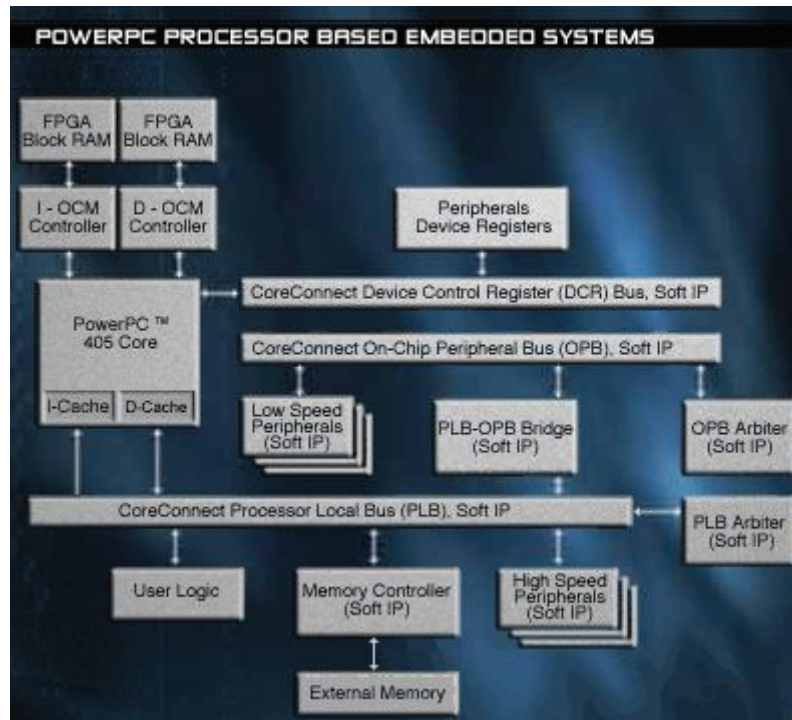 POWERPC PROCESSOR BASED EMBEDDED SYSTEMS
FPGA
Block RAM
FPGA
Block RAM
I - OCM
Controller
D - OCM
Controller
Peripherals
Device Registers
CoreConnect Device Control Register (DCR) Bus, Soft IP
PowerPC ™
405 Core
I-Cache
D-Cache
CoreConnect On-Chip Peripheral Bus (OPB), Soft IP
Low Speed
Peripherals
(Soft IP)
PLB-OPB Bridge
(Soft IP)
OPB Arbiter
(Soft IP)
CoreConnect Processor Local Bus (PLB), Soft IP
PLB Arbiter
(Soft IP)
User Logic
Memory Controller
(Soft IP)
High Speed
Peripherals
(Soft IP)
External Memory